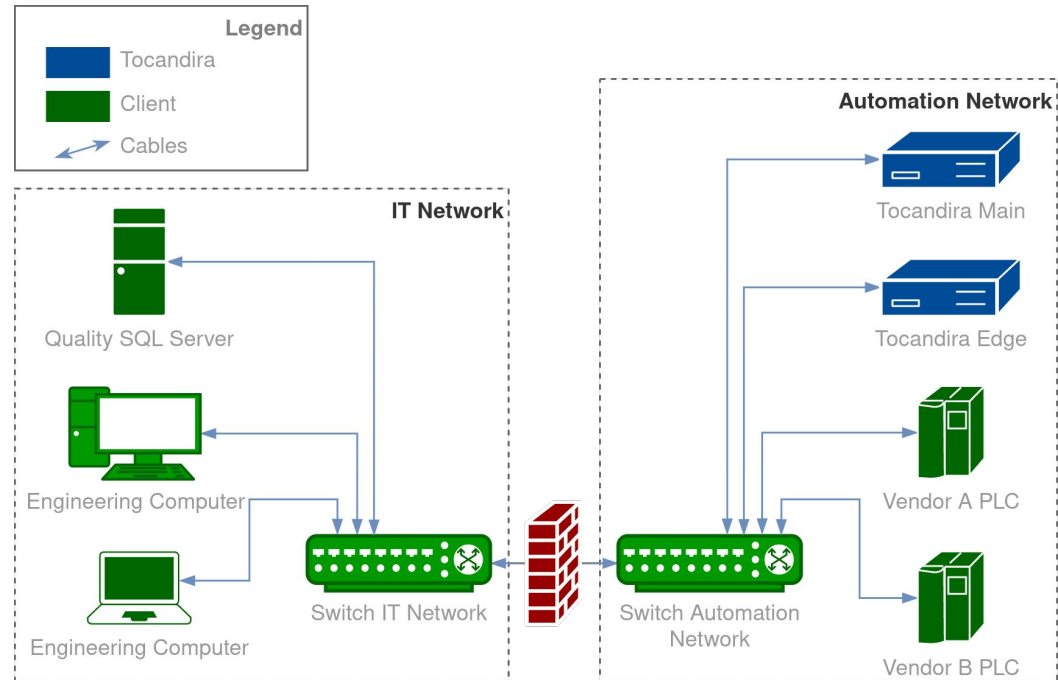 Legend
Tocandira
Client
Cables
IT Network
Quality SQL Server
Engineering Computer
Engineering Computer
Switch IT Network
Automation Network
Tocandira Main
Tocandira Edge
Vendor A PLC
Switch Automation
Network
Vendor B PLC